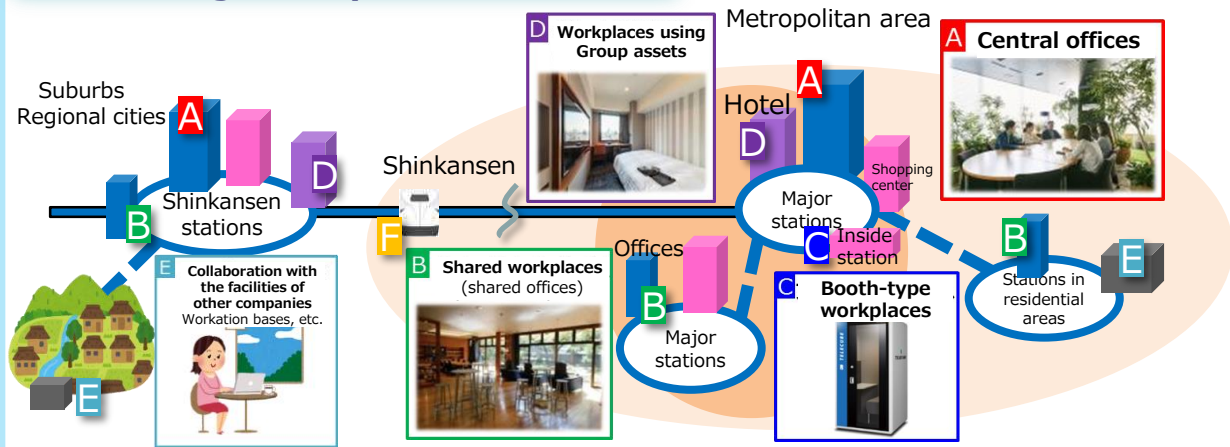 Metropolitan area
Suburbs
Regional cities
A
D
B
Shinkansen
stations
Shinkansen
F
E
E
Collaboration with
the facilities of
other companies
Workation bases, etc.
D
Workplaces using
Group assets
B
Shared workplaces
(shared offices)
Hotel
D
A
Shopping
center
Major
stations
C
Inside
station
Offices
B
Major
stations
C
Booth-type
workplaces
A
Central offices
B
E
Stations in
residential
areas